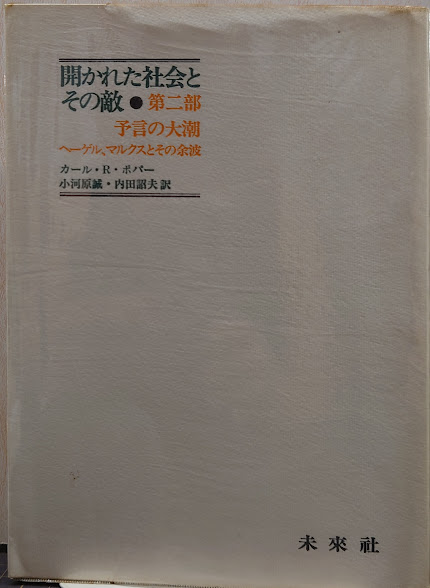 開かれた社会と
その敵●第二部
予言の大潮
ヘーゲル、マルクスとその余波
カール・R・ポパー
小河原誠・内田詔夫訳
未來社